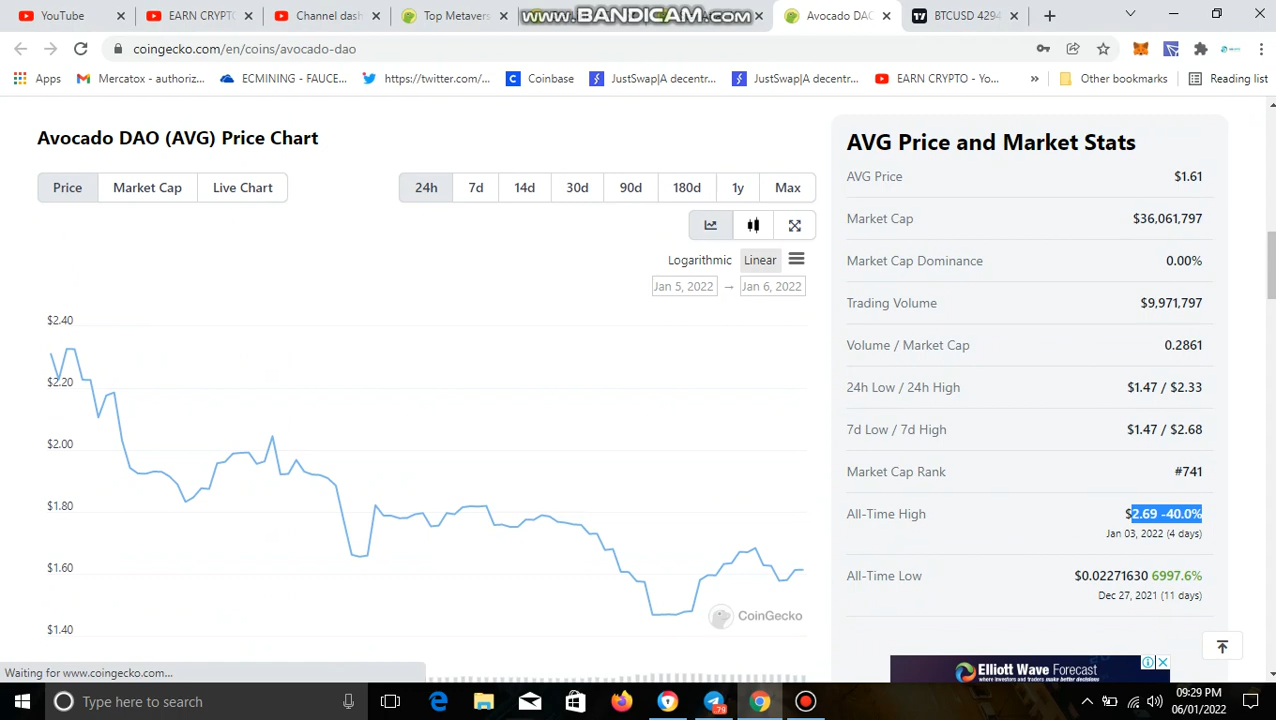 YouTube
EARN CRYPTO
Channel dash
Top Metavers
www.BANDICAM.com
Avocado DAO
BTCUSD 4294
coingecko.com/en/coins/avocado-dao
Apps
Mercatox - authoriz...
ECMINING - FAUCE...
https://twitter.com/...
Coinbase
JustSwap|A decentr...
JustSwap|A decentr...
EARN CRYPTO - Yo...
»
Other bookmarks
Reading list
Avocado DAO (AVG) Price Chart
Price
Market Cap
Live Chart
24h
7d
14d
30d
90d
180d
1y
Max
Logarithmic
Linear
Jan 5, 2022 → Jan 6, 2022
$2.40
$2.20
$2.00
$1.80
$1.60
$1.40
CoinGecko
AVG Price and Market Stats
AVG Price $1.61
Market Cap $36,061,797
Market Cap Dominance 0.00%
Trading Volume $9,971,797
Volume / Market Cap 0.2861
24h Low / 24h High $1.47 / $2.33
7d Low / 7d High $1.47 / $2.68
Market Cap Rank #741
All-Time High $2.69 -40.0%
Jan 03, 2022 (4 days)
All-Time Low $0.02271630 6997.6%
Dec 27, 2021 (11 days)
Elliott Wave Forecast
Waiting for www.coingecko.com...
Type here to search
79
09:29 PM
06/01/2022